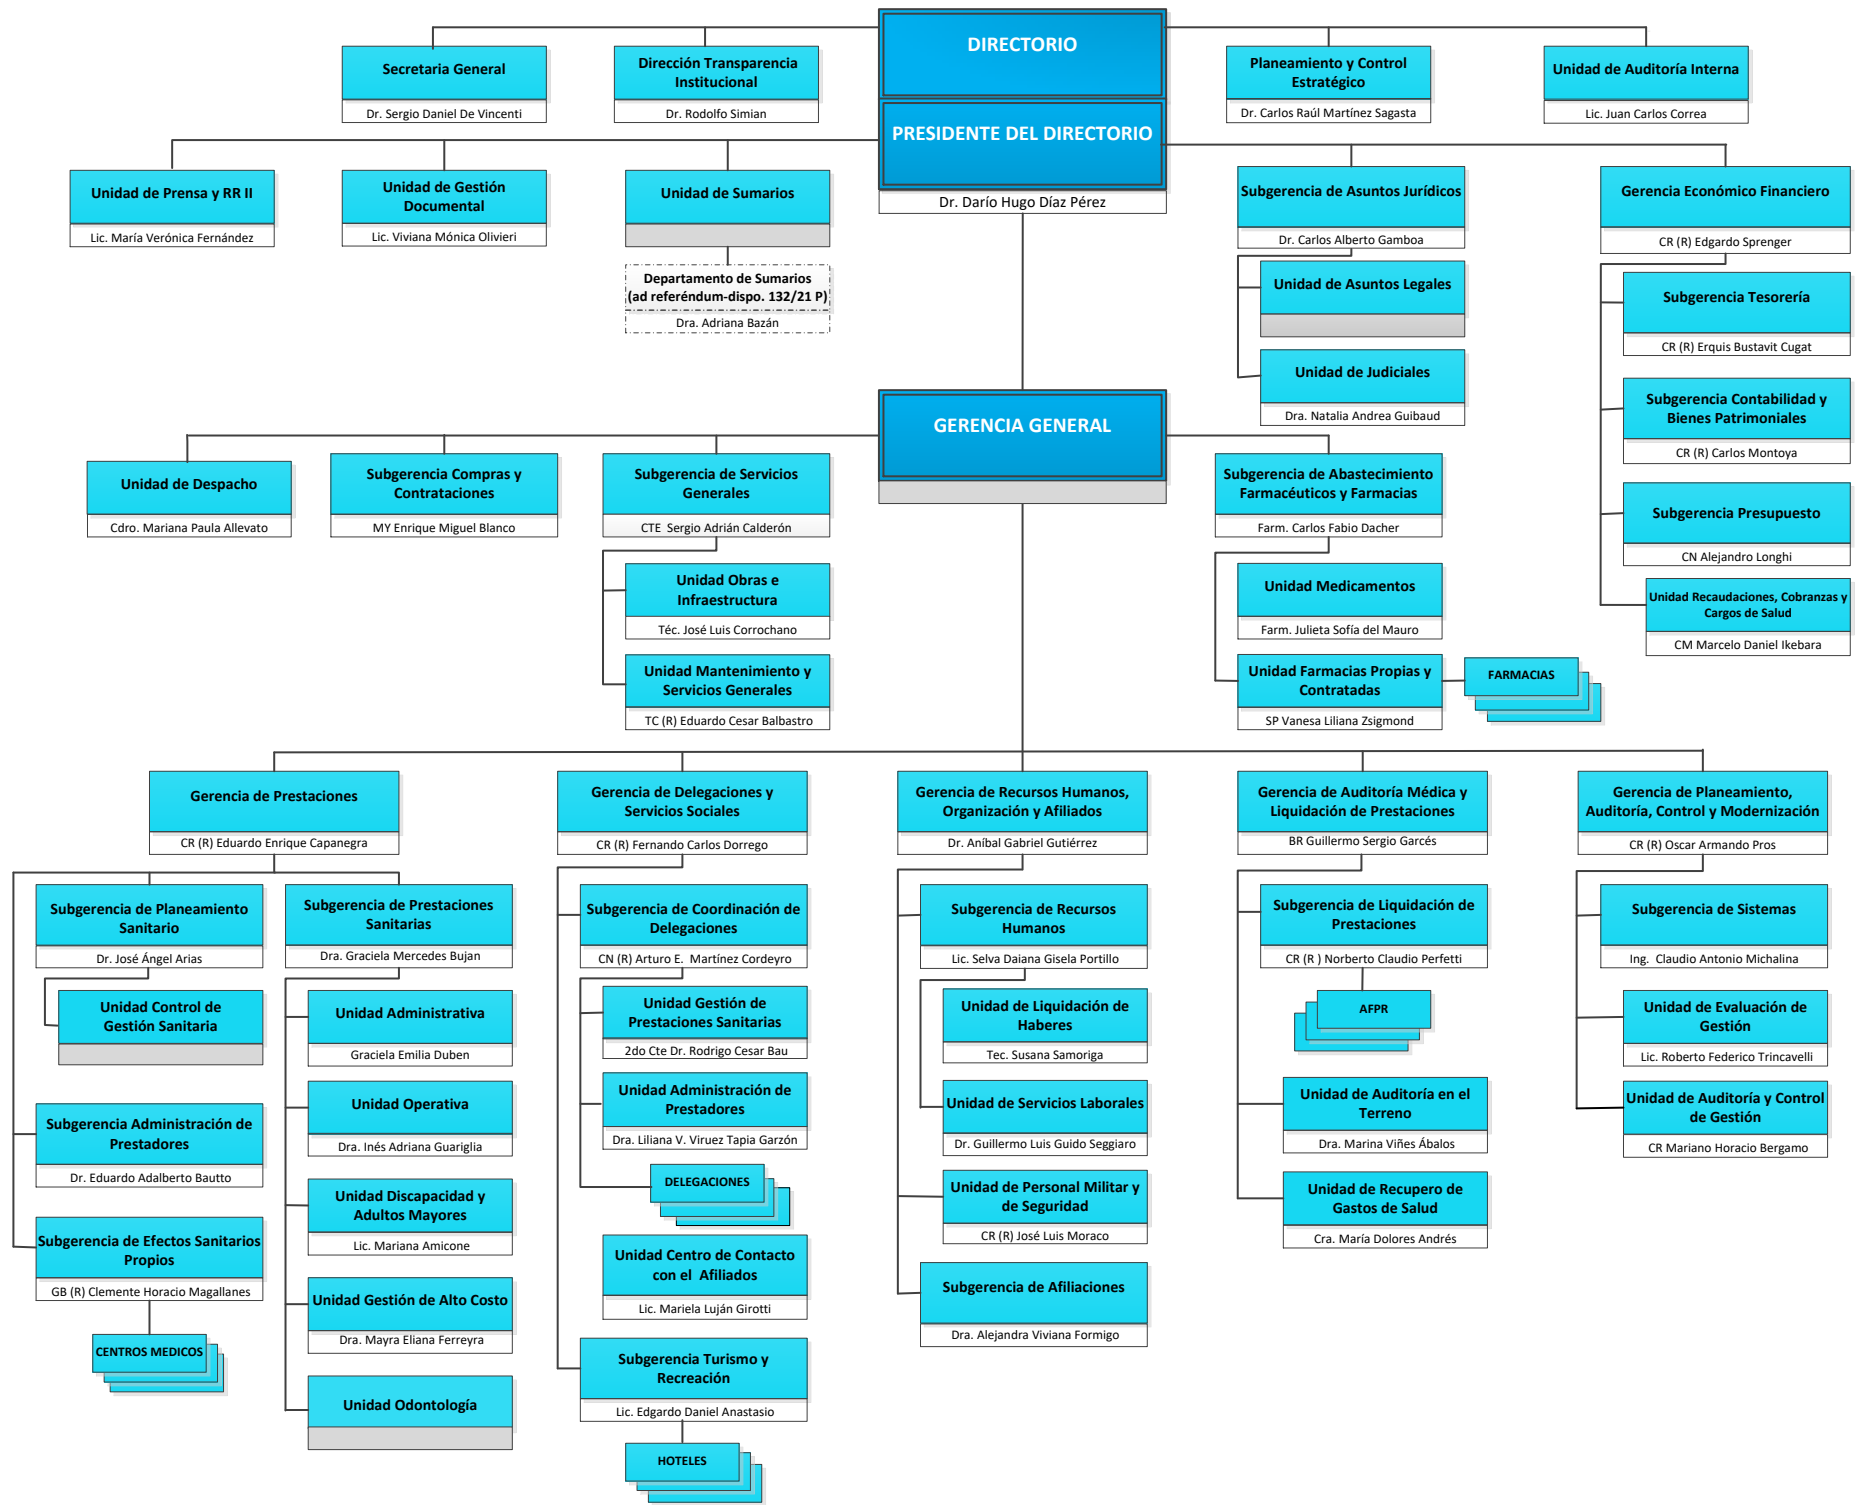 DIRECTORIO
Secretaria General
Dr. Sergio Daniel De Vincenti
Dirección Transparencia
Institucional
Dr. Rodolfo Simian
Planeamiento y Control
Estratégico
Dr. Carlos Raúl Martínez Sagasta
Unidad de Auditoría Interna
Lic. Juan Carlos Correa
PRESIDENTE DEL DIRECTORIO
Dr. Darío Hugo Díaz Pérez
Unidad de Prensa y RR II
Lic. María Verónica Fernández
Unidad de Gestión
Documental
Lic. Viviana Mónica Olivieri
Unidad de Sumarios
Departamento de Sumarios
(ad referéndum-dispo. 132/21 P)
Dra. Adriana Bazán
Subgerencia de Asuntos Jurídicos
Dr. Carlos Alberto Gamboa
Unidad de Asuntos Legales
Unidad de Judiciales
Dra. Natalia Andrea Guibaud
Gerencia Económico Financiero
CR (R) Edgardo Sprenger
Subgerencia Tesorería
CR (R) Erquis Bustavit Cugat
Subgerencia Contabilidad y
Bienes Patrimoniales
CR (R) Carlos Montoya
Subgerencia Presupuesto
CN Alejandro Longhi
Unidad Recaudaciones, Cobranzas y
Cargos de Salud
CM Marcelo Daniel Ikebara
GERENCIA GENERAL
Unidad de Despacho
Cdro. Mariana Paula Allevato
Subgerencia Compras y
Contrataciones
MY Enrique Miguel Blanco
Subgerencia de Servicios
Generales
CTE  Sergio Adrián Calderón
Unidad Obras e
Infraestructura
Téc. José Luis Corrochano
Unidad Mantenimiento y
Servicios Generales
TC (R) Eduardo Cesar Balbastro
Subgerencia de Abastecimiento
Farmacéuticos y Farmacias
Farm. Carlos Fabio Dacher
Unidad Medicamentos
Farm. Julieta Sofía del Mauro
Unidad Farmacias Propias y
Contratadas
SP Vanesa Liliana Zsigmond
FARMACIAS
Gerencia de Prestaciones
CR (R) Eduardo Enrique Capanegra
Subgerencia de Planeamiento
Sanitario
Dr. José Ángel Arias
Unidad Control de
Gestión Sanitaria
Subgerencia Administración de
Prestadores
Dr. Eduardo Adalberto Bautto
Subgerencia de Efectos Sanitarios
Propios
GB (R) Clemente Horacio Magallanes
CENTROS MEDICOS
Subgerencia de Prestaciones
Sanitarias
Dra. Graciela Mercedes Bujan
Unidad Administrativa
Graciela Emilia Duben
Unidad Operativa
Dra. Inés Adriana Guariglia
Unidad Discapacidad y
Adultos Mayores
Lic. Mariana Amicone
Unidad Gestión de Alto Costo
Dra. Mayra Eliana Ferreyra
Unidad Odontología
Gerencia de Delegaciones y
Servicios Sociales
CR (R) Fernando Carlos Dorrego
Subgerencia de Coordinación de
Delegaciones
CN (R) Arturo E.  Martínez Cordeyro
Unidad Gestión de
Prestaciones Sanitarias
2do Cte Dr. Rodrigo Cesar Bau
Unidad Administración de
Prestadores
Dra. Liliana V. Viruez Tapia Garzón
DELEGACIONES
Unidad Centro de Contacto
con el  Afiliados
Lic. Mariela Luján Girotti
Subgerencia Turismo y
Recreación
Lic. Edgardo Daniel Anastasio
HOTELES
Gerencia de Recursos Humanos,
Organización y Afiliados
Dr. Aníbal Gabriel Gutiérrez
Subgerencia de Recursos
Humanos
Lic. Selva Daiana Gisela Portillo
Unidad de Liquidación de
Haberes
Tec. Susana Samoriga
Unidad de Servicios Laborales
Dr. Guillermo Luis Guido Seggiaro
Unidad de Personal Militar y
de Seguridad
CR (R) José Luis Moraco
Subgerencia de Afiliaciones
Dra. Alejandra Viviana Formigo
Gerencia de Auditoría Médica y
Liquidación de Prestaciones
BR Guillermo Sergio Garcés
Subgerencia de Liquidación de
Prestaciones
CR (R ) Norberto Claudio Perfetti
AFPR
Unidad de Auditoría en el
Terreno
Dra. Marina Viñes Ábalos
Unidad de Recupero de
Gastos de Salud
Cra. María Dolores Andrés
Gerencia de Planeamiento,
Auditoría, Control y Modernización
CR (R) Oscar Armando Pros
Subgerencia de Sistemas
Ing.  Claudio Antonio Michalina
Unidad de Evaluación de
Gestión
Lic. Roberto Federico Trincavelli
Unidad de Auditoría y Control
de Gestión
CR Mariano Horacio Bergamo